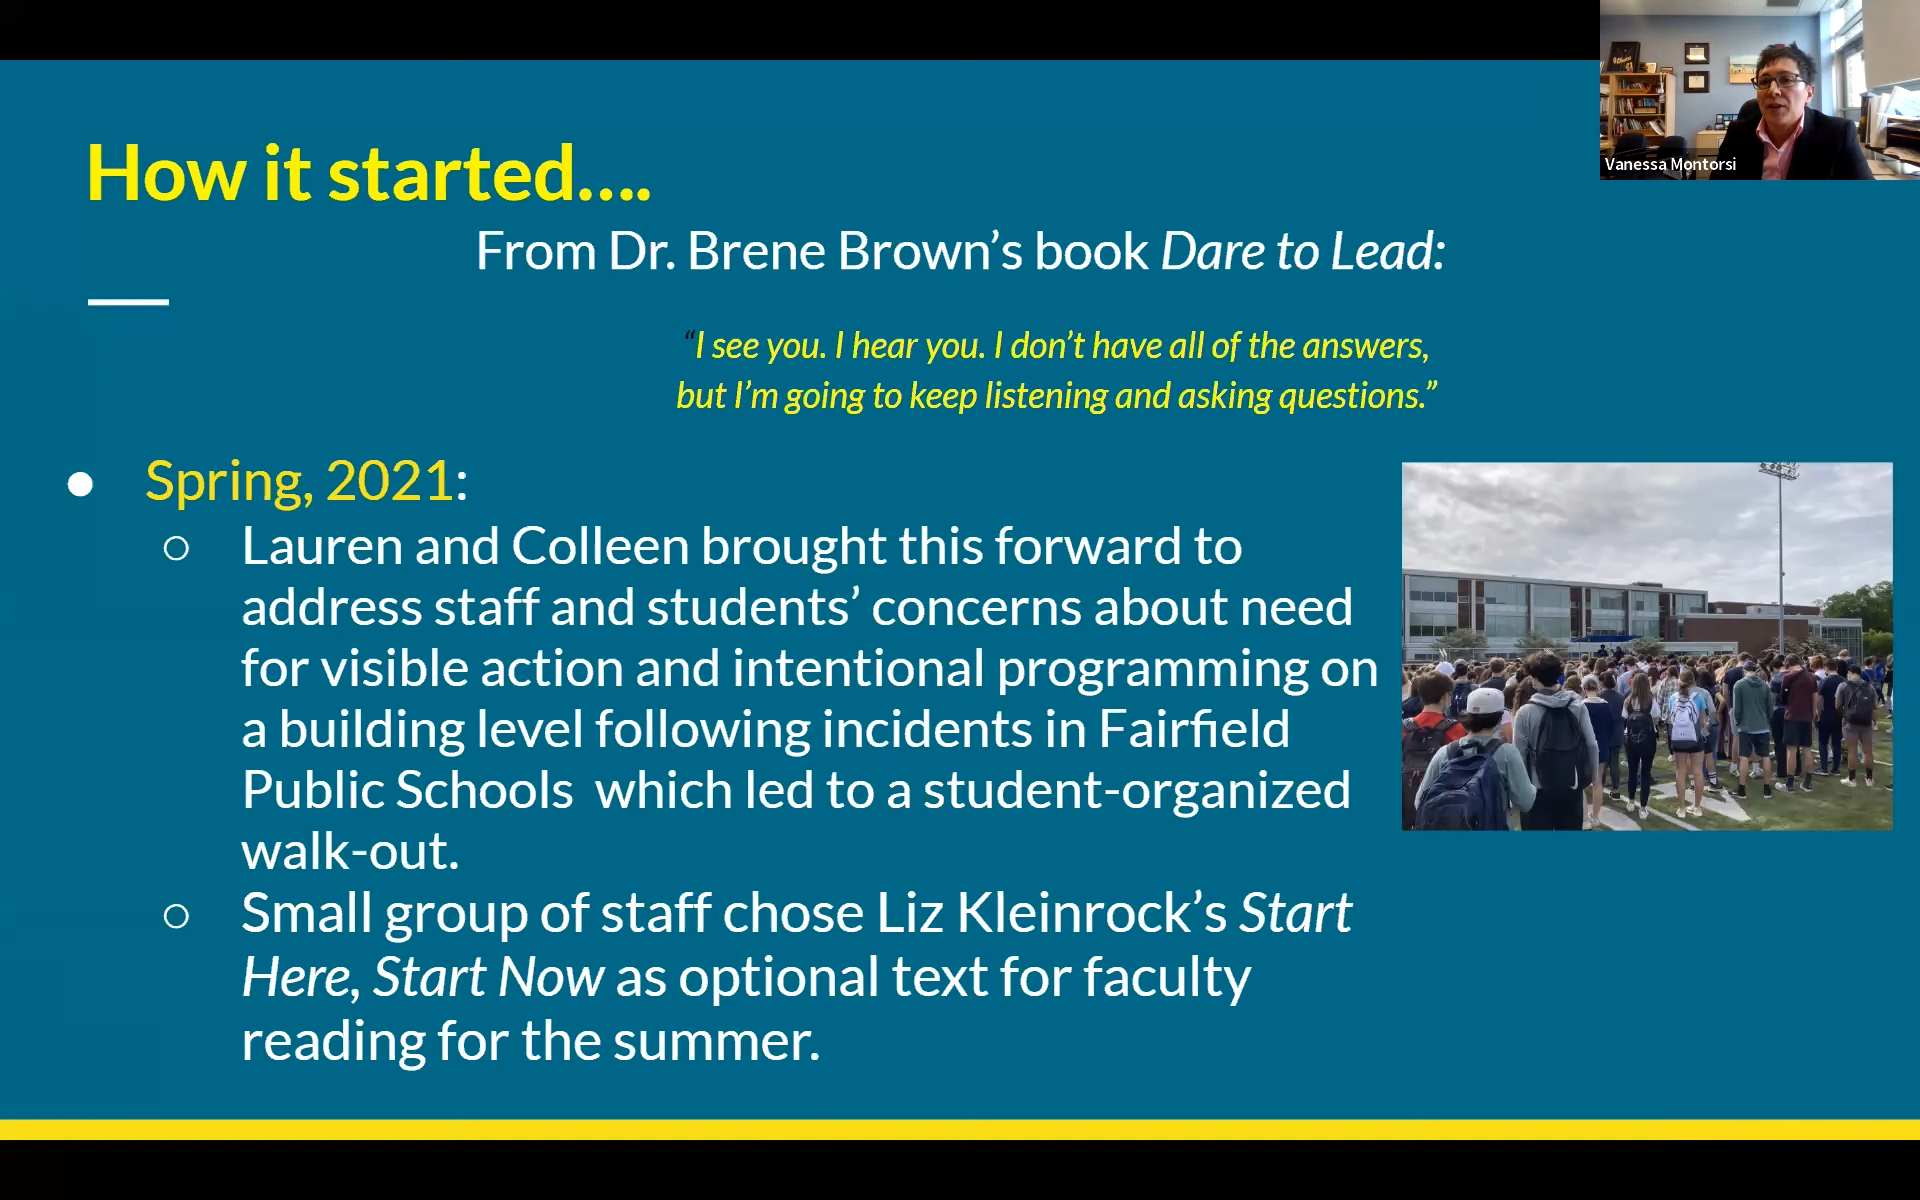 Vanessa Montorsi
How it started....
From Dr. Brene Brown’s book Dare to Lead:
“I see you. I hear you. I don’t have all of the answers,
but I’m going to keep listening and asking questions.”
● Spring, 2021:
○ Lauren and Colleen brought this forward to
address staff and students’ concerns about need
for visible action and intentional programming on
a building level following incidents in Fairfield
Public Schools  which led to a student-organized
walk-out.
○ Small group of staff chose Liz Kleinrock’s Start
Here, Start Now as optional text for faculty
reading for the summer.